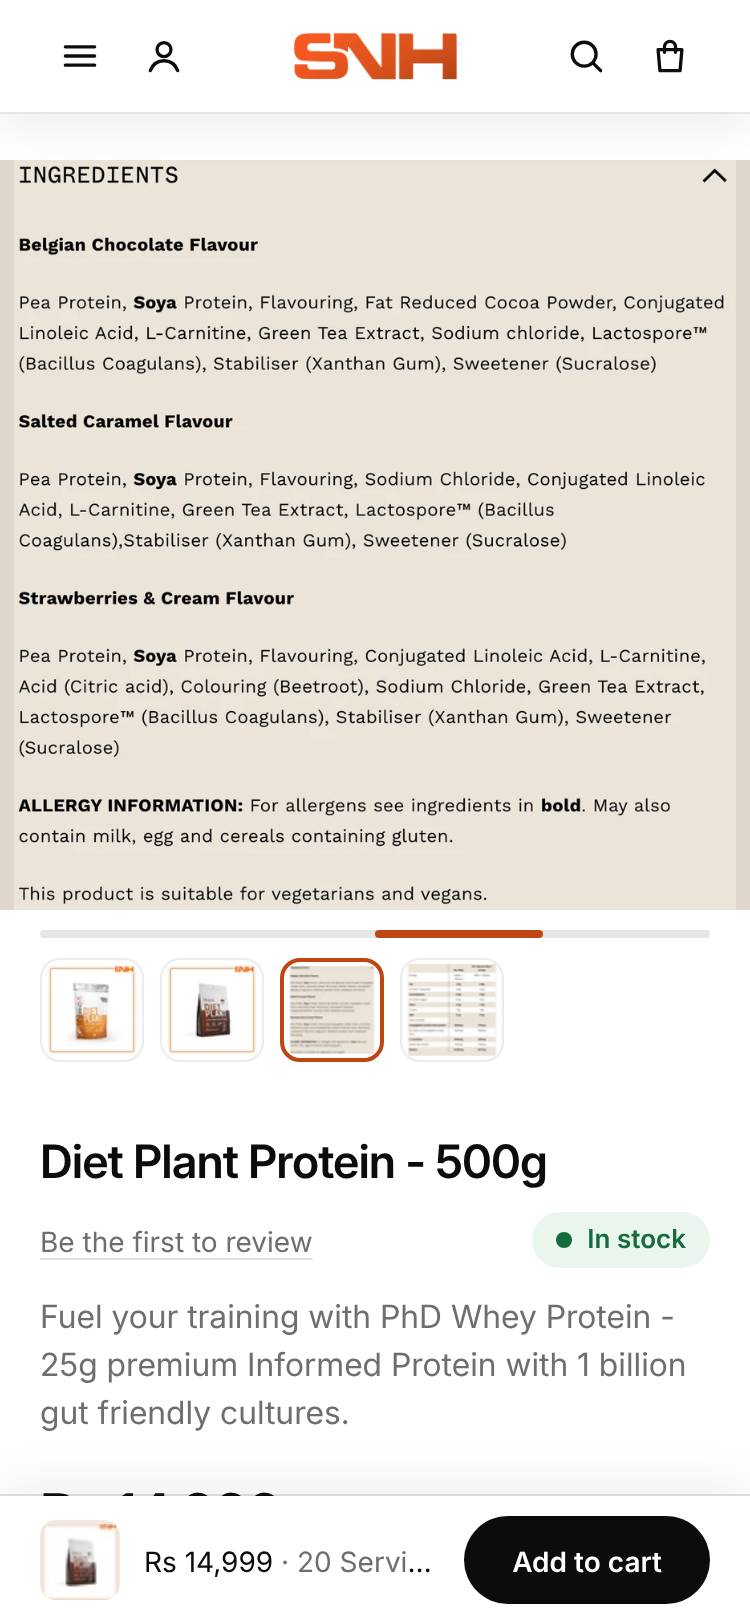 SNH
INGREDIENTS
Belgian Chocolate Flavour
Pea Protein, Soya Protein, Flavouring, Fat Reduced Cocoa Powder, Conjugated
Linoleic Acid, L-Carnitine, Green Tea Extract, Sodium chloride, Lactospore™
(Bacillus Coagulans), Stabiliser (Xanthan Gum), Sweetener (Sucralose)
Salted Caramel Flavour
Pea Protein, Soya Protein, Flavouring, Sodium Chloride, Conjugated Linoleic
Acid, L-Carnitine, Green Tea Extract, Lactospore™ (Bacillus
Coagulans),Stabiliser (Xanthan Gum), Sweetener (Sucralose)
Strawberries & Cream Flavour
Pea Protein, Soya Protein, Flavouring, Conjugated Linoleic Acid, L-Carnitine,
Acid (Citric acid), Colouring (Beetroot), Sodium Chloride, Green Tea Extract,
Lactospore™ (Bacillus Coagulans), Stabiliser (Xanthan Gum), Sweetener
(Sucralose)
ALLERGY INFORMATION: For allergens see ingredients in bold. May also
contain milk, egg and cereals containing gluten.
This product is suitable for vegetarians and vegans.
SNH
DIET
PLANT
SNH
DIET
PLANT
Diet Plant Protein - 500g
Be the first to review
In stock
Fuel your training with PhD Whey Protein -
25g premium Informed Protein with 1 billion
gut friendly cultures.
Rs 14,999 · 20 Servi...
Add to cart